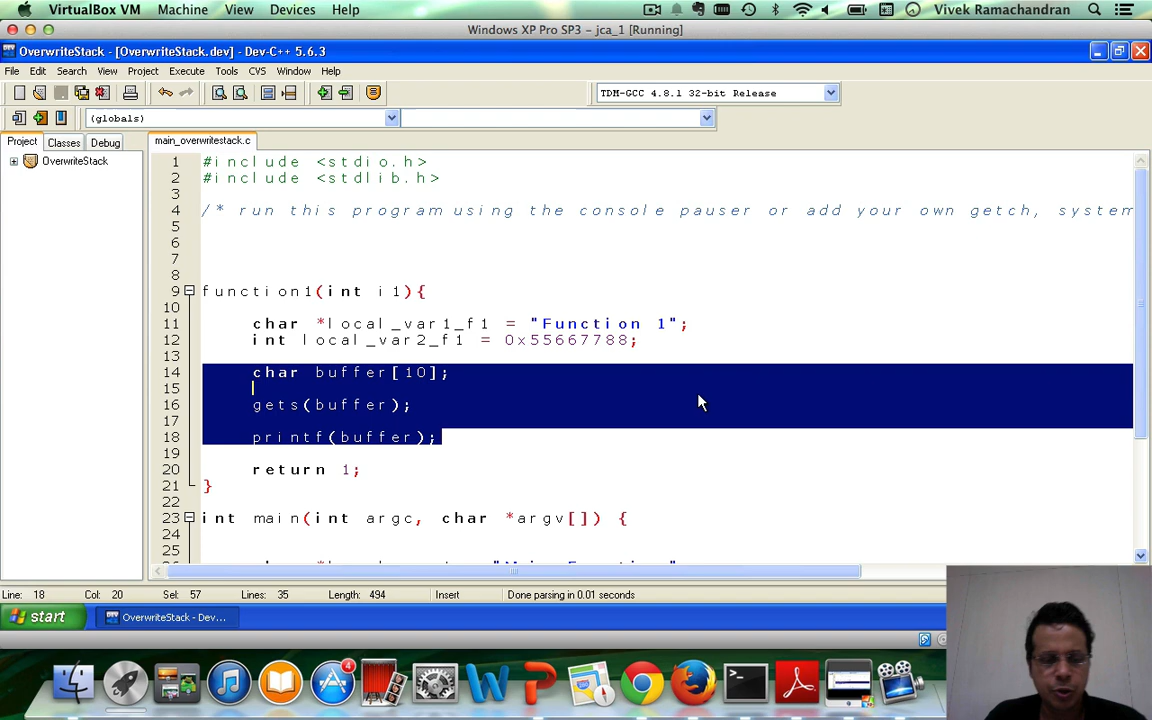 VirtualBox VM Machine View Devices Help Vivek Ramachandran
Windows XP Pro SP3 – jca_1 [Running]
OverwriteStack - [OverwriteStack.dev] - Dev-C++ 5.6.3
File Edit Search View Project Execute Tools CVS Window Help
TDM-GCC 4.8.1 32-bit Release
(globals)
Project Classes Debug main_overwritestack.c
OverwriteStack
1 #include <stdio.h>
2 #include <stdlib.h>
3
4 /* run this program using the console pauser or add your own getch, system
5
6
7
8
9 function1(int i1){
10
11 char *local_var1_f1 = "Function 1";
12 int local_var2_f1 = 0x55667788;
13
14 char buffer[10];
15
16 gets(buffer);
17
18 printf(buffer);
19
20 return 1;
21 }
22
23 int main(int argc, char *argv[]) {
24
25
Line: 18 Col: 20 Sel: 57 Lines: 35 Length: 494 Insert Done parsing in 0.01 seconds
start OverwriteStack - Dev...
4